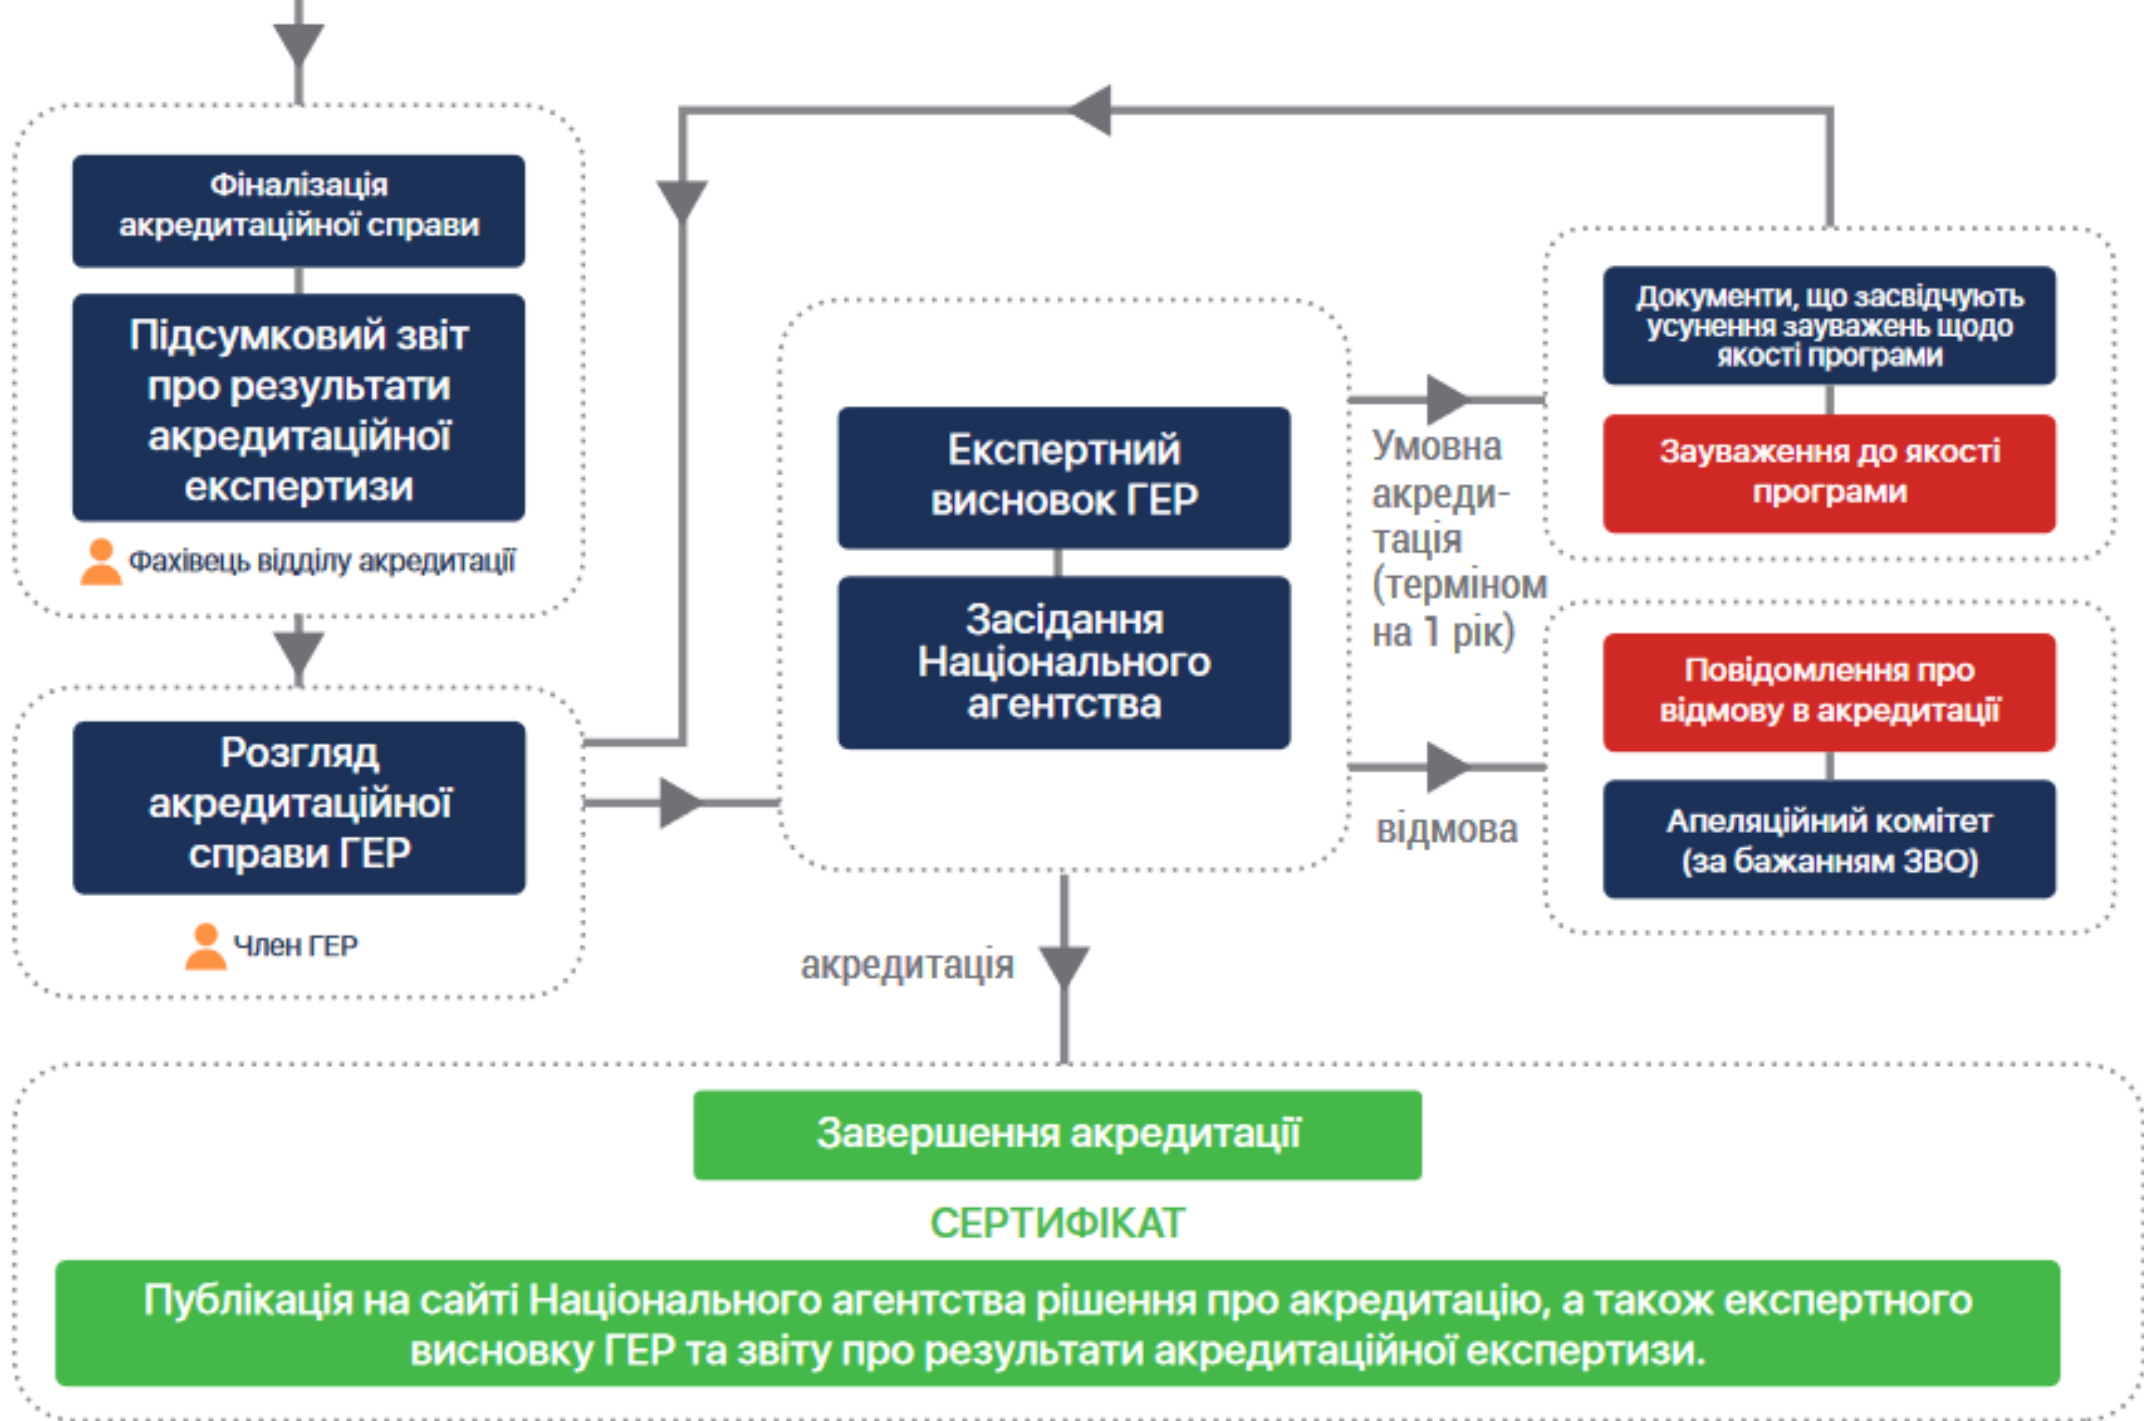 Фіналізація
акредитаційної справи
Підсумковий звіт
про результати
акредитаційної
експертизи
Фахівець відділу акредитації
Розгляд
акредитаційної
справи ГЕР
Член ГЕР
Експертний
висновок ГЕР
Засідання
Національного
агентства
Умовна
акреди-
тація
(терміном
на 1 рік)
відмова
акредитація
Документи, що засвідчують
усунення зауважень щодо
якості програми
Зауваження до якості
програми
Повідомлення про
відмову в акредитації
Апеляційний комітет
(за бажанням ЗВО)
Завершення акредитації
СЕРТИФІКАТ
Публікація на сайті Національного агентства рішення про акредитацію, а також експертного
висновку ГЕР та звіту про результати акредитаційної експертизи.